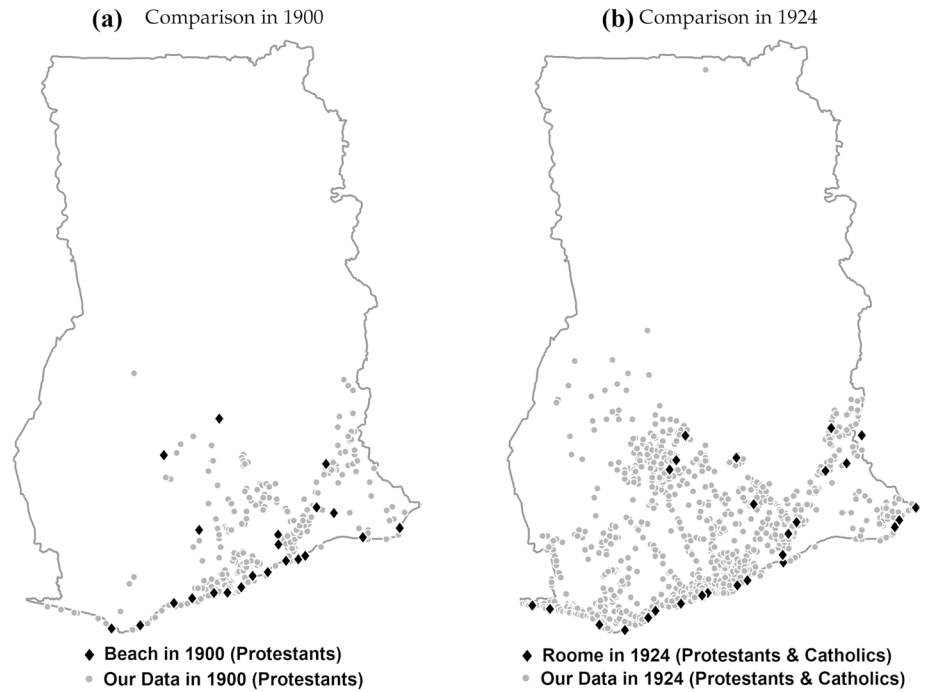 (a) Comparison in 1900
(b) Comparison in 1924
Beach in 1900 (Protestants)
Our Data in 1900 (Protestants)
Roome in 1924 (Protestants & Catholics)
Our Data in 1924 (Protestants & Catholics)